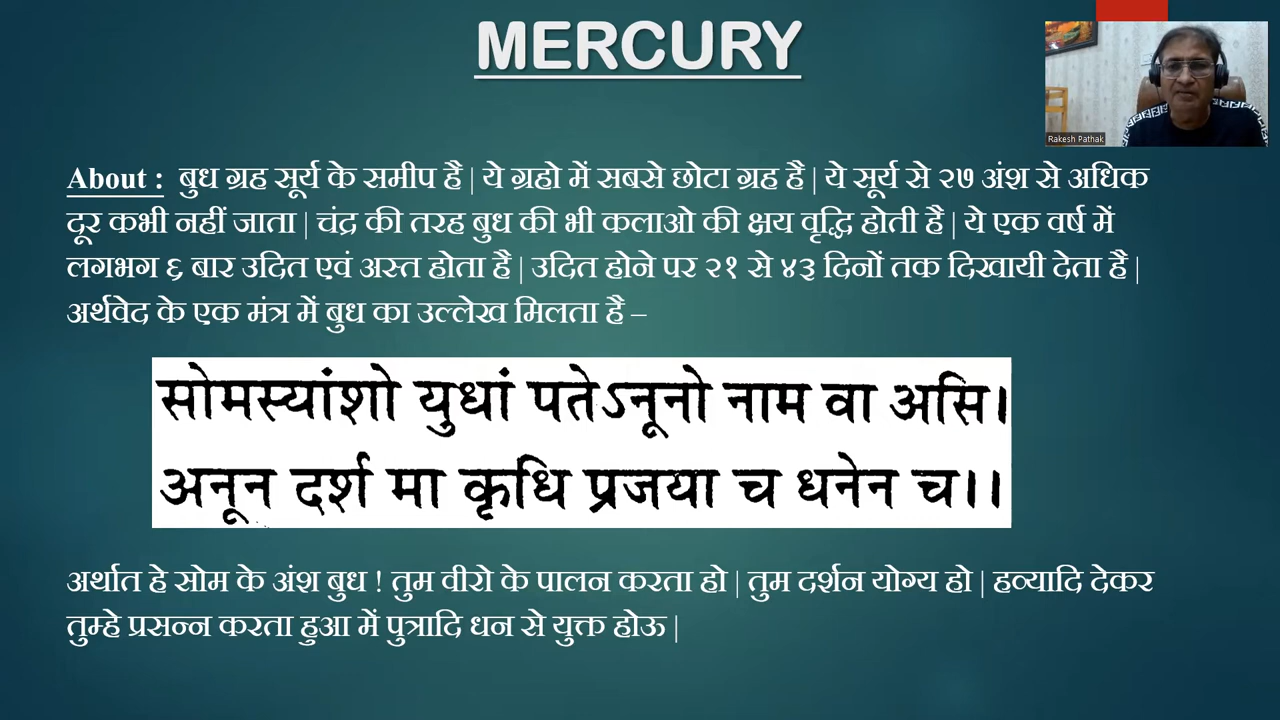 MERCURY
Rakesh Pathak
About : बुध ग्रह सूर्य के समीप है | ये ग्रहो में सबसे छोटा ग्रह है | ये सूर्य से २७ अंश से अधिक
दूर कभी नहीं जाता | चंद्र की तरह बुध की भी कलाओ की क्षय वृद्धि होती है | ये एक वर्ष में
लगभग ६ बार उदित एवं अस्त होता है | उदित होने पर २१ से ४३ दिनों तक दिखायी देता है |
अर्थवेद के एक मंत्र में बुध का उल्लेख मिलता है –
सोमस्यांशो युधां पतेऽनूनो नाम वा असि।
अनून दर्श मा कृधि प्रजया च धनेन च।।
अर्थात हे सोम के अंश बुध ! तुम वीरो के पालन करता हो | तुम दर्शन योग्य हो | हव्यादि देकर
तुम्हे प्रसन्न करता हुआ में पुत्रादि धन से युक्त होऊ |